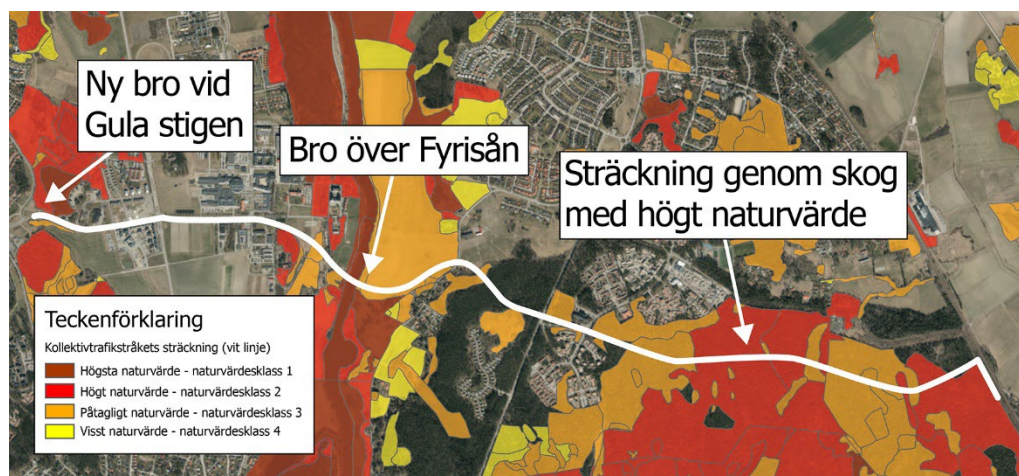 Ny bro vid
Gula stigen
Bro över Fyrisån
Sträckning genom skog
med högt naturvärde
Teckenförklaring
Kollektivtrafikstråkets sträckning (vit linje)
Högsta naturvärde - naturvärdesklass 1
Högt naturvärde - naturvärdesklass 2
Påtagligt naturvärde - naturvärdesklass 3
Visst naturvärde - naturvärdesklass 4